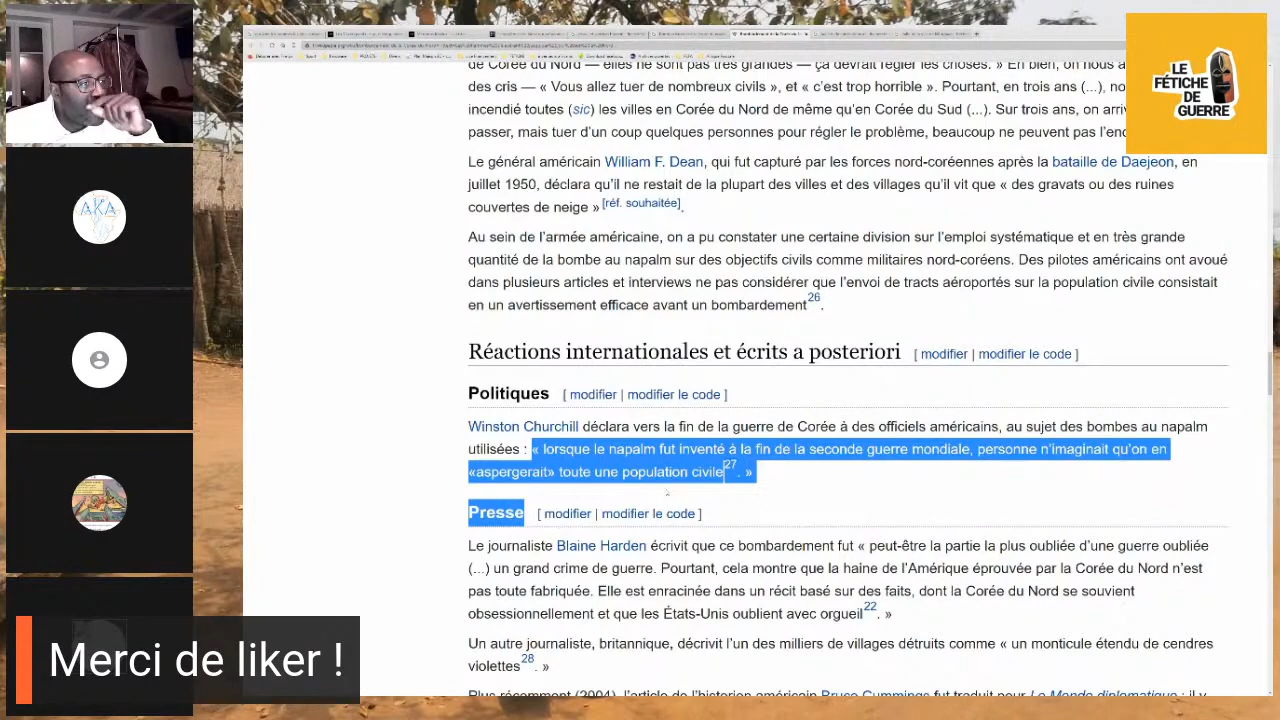 LE
FÉTICHE
DE
GUERRE
AKA
de Corée du Nord — elles ne sont pas très grandes — ça devrait régler les choses. » Eh bien, on nous a
des cris — « Vous allez tuer de nombreux civils », et « c'est trop horrible ». Pourtant, en trois ans (...), no
incendié toutes (sic) les villes en Corée du Nord de même qu'en Corée du Sud (...). Sur trois ans, on arriv
passer, mais tuer d'un coup quelques personnes pour régler le problème, beaucoup ne peuvent pas l'enc
Le général américain William F. Dean, qui fut capturé par les forces nord-coréennes après la bataille de Daejeon, en
juillet 1950, déclara qu'il ne restait de la plupart des villes et des villages qu'il vit que « des gravats ou des ruines
couvertes de neige »[réf. souhaitée].
Au sein de l'armée américaine, on a pu constater une certaine division sur l'emploi systématique et en très grande
quantité de la bombe au napalm sur des objectifs civils comme militaires nord-coréens. Des pilotes américains ont avoué
dans plusieurs articles et interviews ne pas considérer que l'envoi de tracts aéroportés sur la population civile consistait
en un avertissement efficace avant un bombardement26.
Réactions internationales et écrits a posteriori [ modifier | modifier le code ]
Politiques [ modifier | modifier le code ]
Winston Churchill déclara vers la fin de la guerre de Corée à des officiels américains, au sujet des bombes au napalm
utilisées : « lorsque le napalm fut inventé à la fin de la seconde guerre mondiale, personne n'imaginait qu'on en
«aspergerait» toute une population civile27. »
Presse [ modifier | modifier le code ]
Le journaliste Blaine Harden écrivit que ce bombardement fut « peut-être la partie la plus oubliée d'une guerre oubliée
(...) un grand crime de guerre. Pourtant, cela montre que la haine de l'Amérique éprouvée par la Corée du Nord n'est
pas toute fabriquée. Elle est enracinée dans un récit basé sur des faits, dont la Corée du Nord se souvient
obsessionnellement et que les États-Unis oublient avec orgueil22. »
Un autre journaliste, britannique, décrivit l'un des milliers de villages détruits comme « un monticule étendu de cendres
violettes28. »
Plus récemment (2004), l'article de l'historien américain Bruce Cummings fut traduit pour Le Monde diplomatique : il y
Merci de liker !